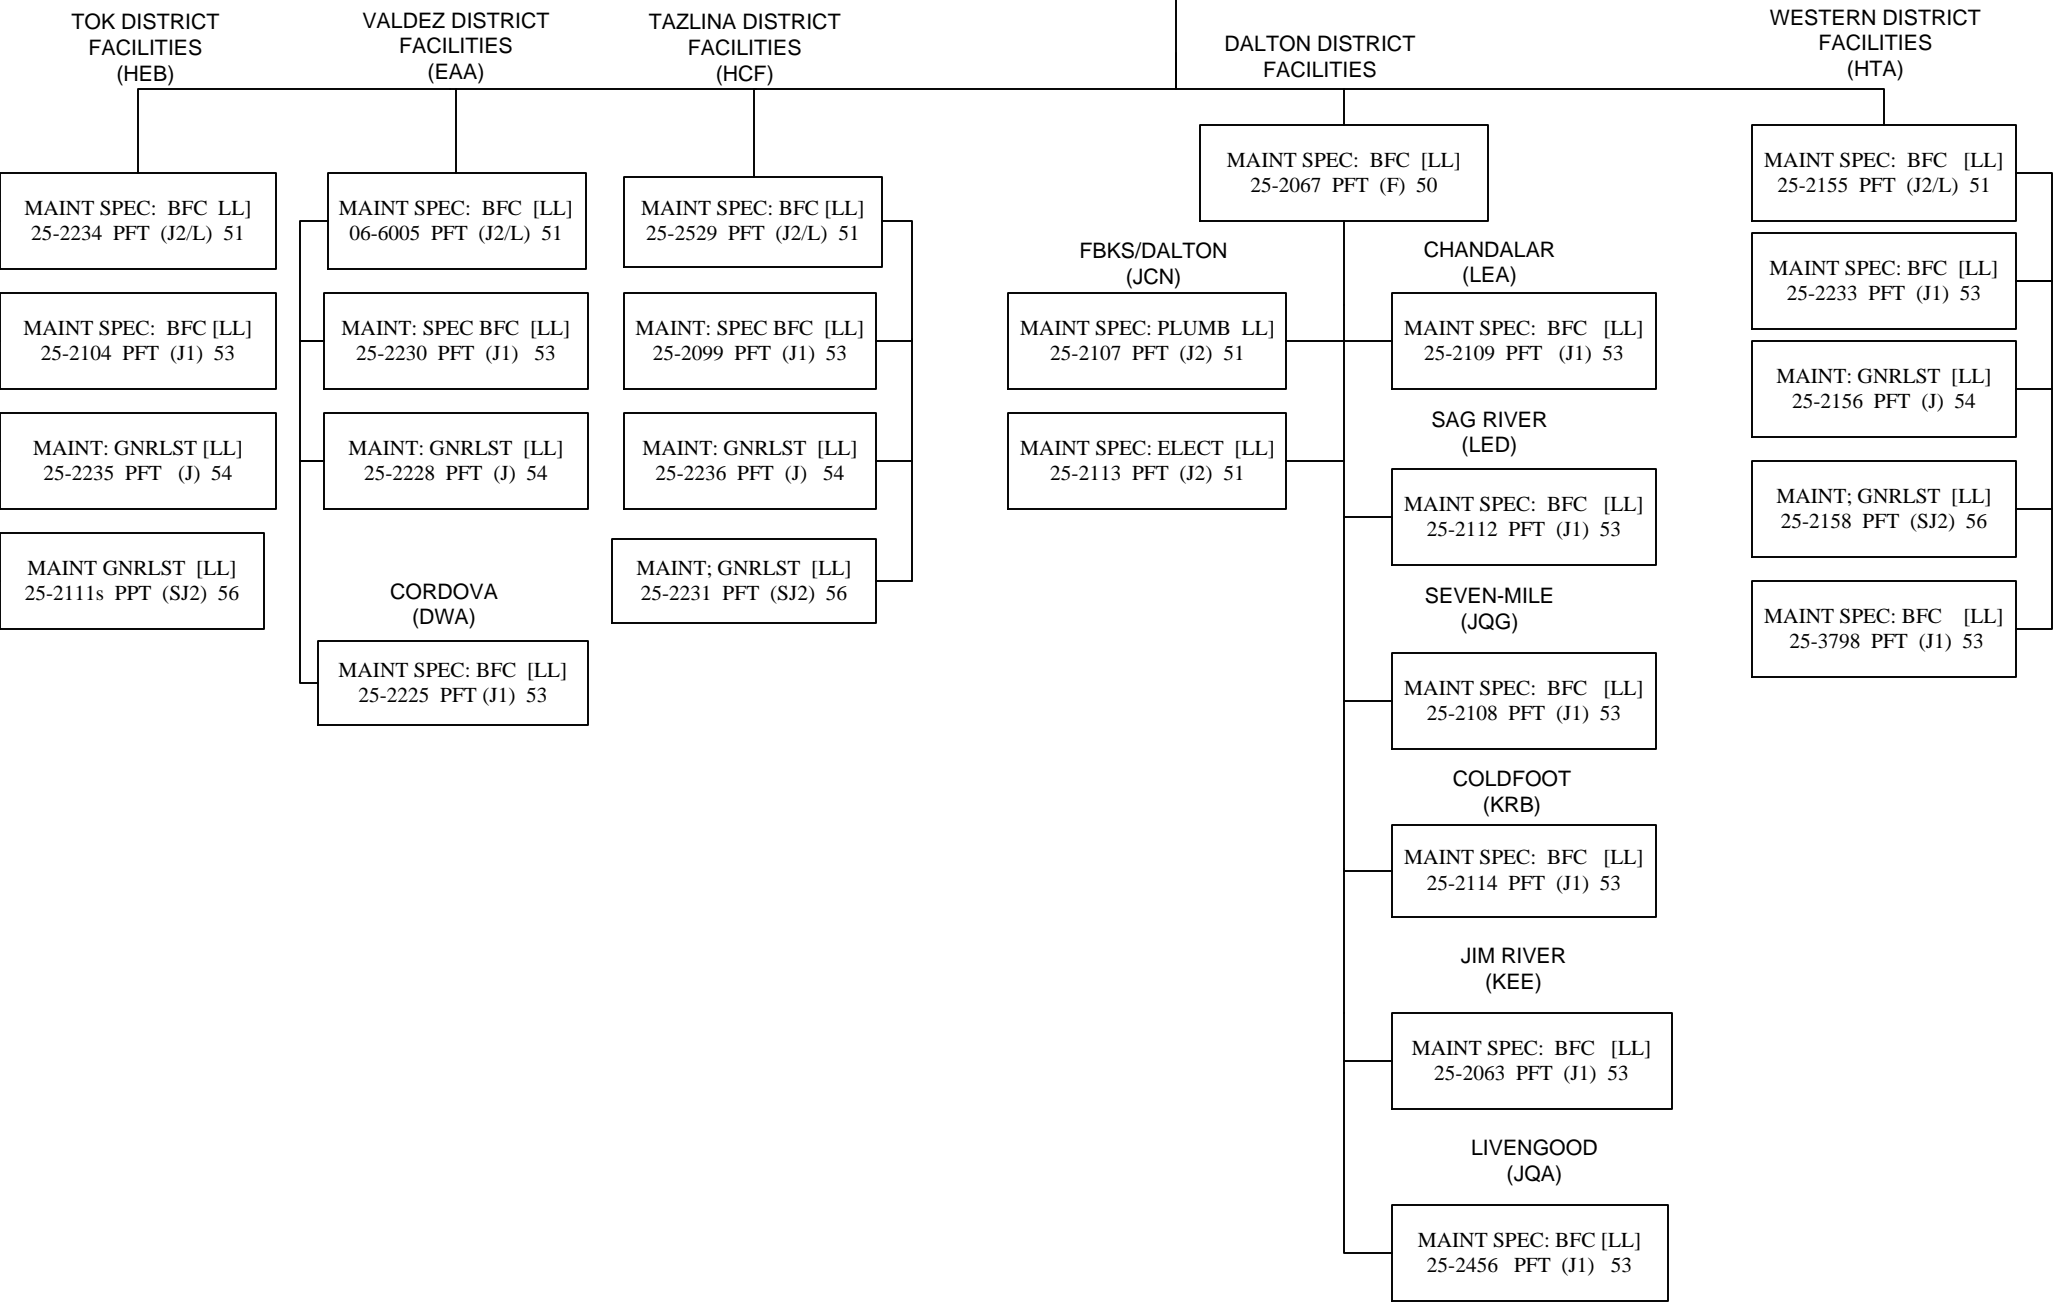 TOK DISTRICT
FACILITIES
(HEB)
MAINT SPEC: BFC LL]
25-2234 PFT (J2/L) 51
MAINT SPEC: BFC [LL]
25-2104 PFT (J1) 53
MAINT: GNRLST [LL]
25-2235 PFT (J) 54
MAINT GNRLST [LL]
25-2111s PPT (SJ2) 56
VALDEZ DISTRICT
FACILITIES
(EAA)
MAINT SPEC: BFC [LL]
06-6005 PFT (J2/L) 51
MAINT: SPEC BFC [LL]
25-2230 PFT (J1) 53
MAINT: GNRLST [LL]
25-2228 PFT (J) 54
CORDOVA
(DWA)
MAINT SPEC: BFC [LL]
25-2225 PFT (J1) 53
TAZLINA DISTRICT
FACILITIES
(HCF)
MAINT SPEC: BFC [LL]
25-2529 PFT (J2/L) 51
MAINT: SPEC BFC [LL]
25-2099 PFT (J1) 53
MAINT: GNRLST [LL]
25-2236 PFT (J) 54
MAINT; GNRLST [LL]
25-2231 PFT (SJ2) 56
DALTON DISTRICT
FACILITIES
MAINT SPEC: BFC [LL]
25-2067 PFT (F) 50
FBKS/DALTON
(JCN)
MAINT SPEC: PLUMB LL]
25-2107 PFT (J2) 51
MAINT SPEC: ELECT [LL]
25-2113 PFT (J2) 51
CHANDALAR
(LEA)
MAINT SPEC: BFC [LL]
25-2109 PFT (J1) 53
SAG RIVER
(LED)
MAINT SPEC: BFC [LL]
25-2112 PFT (J1) 53
SEVEN-MILE
(JQG)
MAINT SPEC: BFC [LL]
25-2108 PFT (J1) 53
COLDFOOT
(KRB)
MAINT SPEC: BFC [LL]
25-2114 PFT (J1) 53
JIM RIVER
(KEE)
MAINT SPEC: BFC [LL]
25-2063 PFT (J1) 53
LIVENGOOD
(JQA)
MAINT SPEC: BFC [LL]
25-2456 PFT (J1) 53
WESTERN DISTRICT
FACILITIES
(HTA)
MAINT SPEC: BFC [LL]
25-2155 PFT (J2/L) 51
MAINT SPEC: BFC [LL]
25-2233 PFT (J1) 53
MAINT: GNRLST [LL]
25-2156 PFT (J) 54
MAINT; GNRLST [LL]
25-2158 PFT (SJ2) 56
MAINT SPEC: BFC [LL]
25-3798 PFT (J1) 53